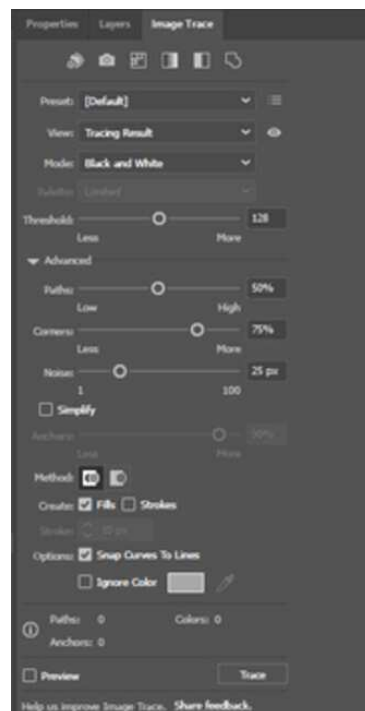 Properties Layers Image Trace
Preset: [Default]
View: Tracing Result
Mode: Black and White
Palette: Limited
Threshold: 128
Less More
Advanced
Paths: 50%
Low High
Corners: 75%
Less More
Noise: 25 px
1 100
Simplify
Anchors: 90%
Less More
Method:
Create: Fills Strokes
Stroke: 10 px
Options: Snap Curves To Lines
Ignore Color
Paths: 0 Colors: 0
Anchors: 0
Preview Trace
Help us improve Image Trace. Share feedback.